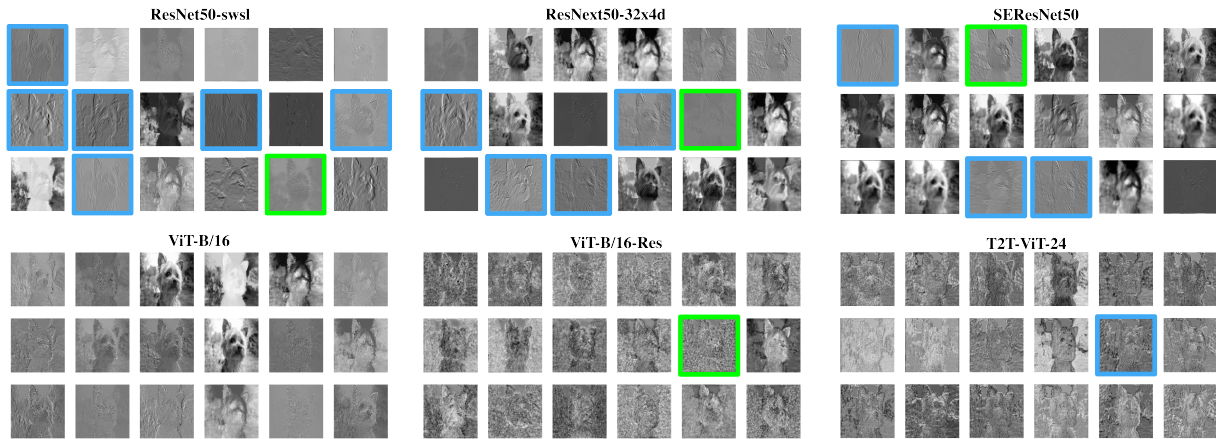 ResNet50-swsl
ResNext50-32x4d
SEResNet50
ViT-B/16
ViT-B/16-Res
T2T-ViT-24